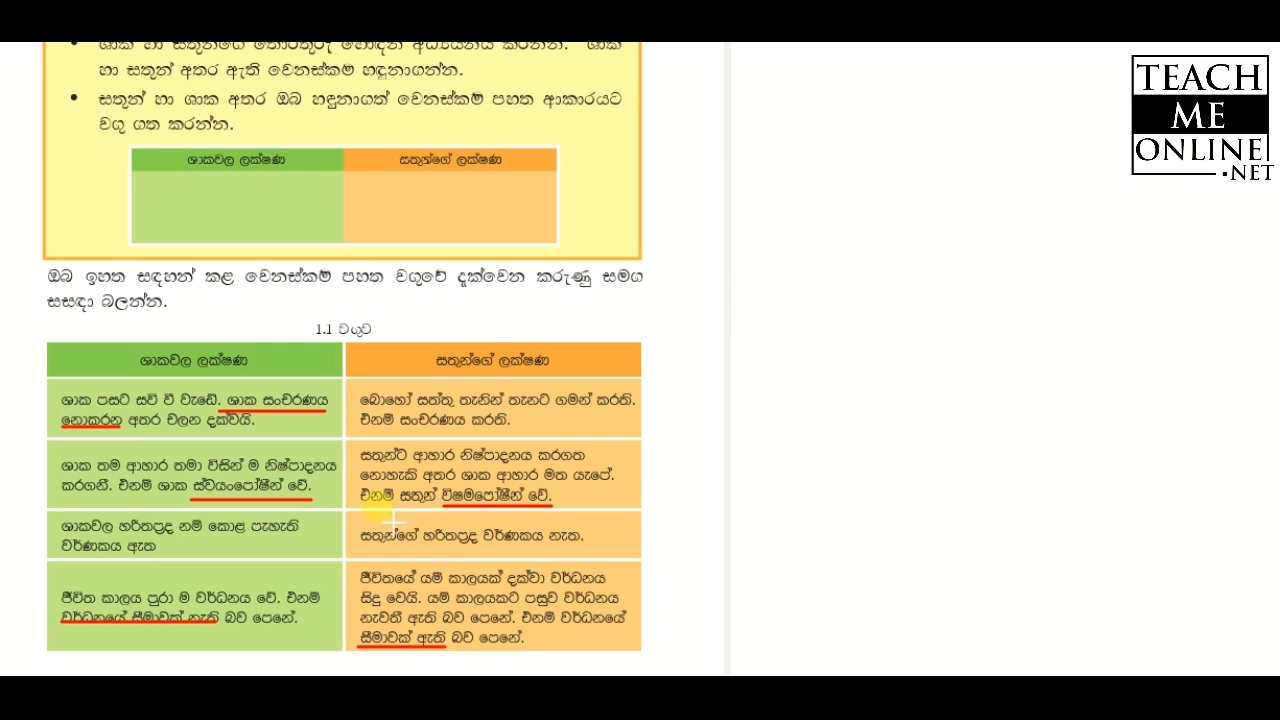 ශාක හා සතුන්ගේ තොරතුරු හොඳින් අධ්‍යයනය කරන්න. ශාක
හා සතුන් අතර ඇති වෙනස්කම් හඳුනාගන්න.
සතුන් හා ශාක අතර ඔබ හඳුනාගත් වෙනස්කම් පහත ආකාරයට
වගු ගත කරන්න.
ශාකවල ලක්ෂණ
සතුන්ගේ ලක්ෂණ
ඔබ ඉහත සඳහන් කළ වෙනස්කම් පහත වගුවේ දැක්වෙන කරුණු සමග
සසඳා බලන්න.
1.1 වගුව
ශාකවල ලක්ෂණ
සතුන්ගේ ලක්ෂණ
ශාක පසට සවි වී වැඩේ. ශාක සංචරණය
නොකරන අතර චලන දක්වයි.
බොහෝ සත්තු තැනින් තැනට ගමන් කරති.
එනම් සංචරණය කරති.
ශාක තම ආහාර තමා විසින් ම නිෂ්පාදනය
කරගනී. එනම් ශාක ස්වයංපෝෂීන් වේ.
සතුන්ට ආහාර නිෂ්පාදනය කරගත
නොහැකි අතර ශාක ආහාර මත යැපේ.
එනම් සතුන් විෂමපෝෂීන් වේ.
ශාකවල හරිතප්‍රද නම් කොළ පැහැති
වර්ණකය ඇත
සතුන්ගේ හරිතප්‍රද වර්ණකය නැත.
ජීවිත කාලය පුරා ම වර්ධනය වේ. එනම්
වර්ධනයේ සීමාවක් නැති බව පෙනේ.
ජීවිතයේ යම් කාලයක් දක්වා වර්ධනය
සිදු වෙයි. යම් කාලයකට පසුව වර්ධනය
නැවතී ඇති බව පෙනේ. එනම් වර්ධනයේ
සීමාවක් ඇති බව පෙනේ.
TEACH
ME
ONLINE
.NET